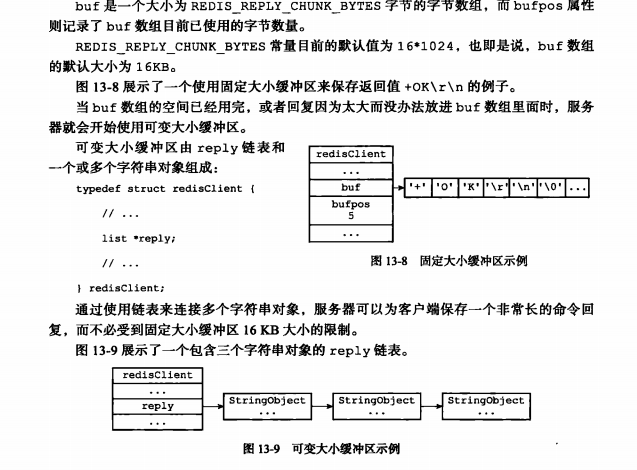 buf 是一个大小为 REDIS_REPLY_CHUNK_BYTES 字节的字节数组，而 bufpos 属性
则记录了 buf 数组目前已使用的字节数量。
REDIS_REPLY_CHUNK_BYTES 常量目前的默认值为 16*1024，也即是说，buf 数组
的默认大小为 16KB。
图 13-8 展示了一个使用固定大小缓冲区来保存返回值 +OK\r\n 的例子。
当 buf 数组的空间已经用完，或者回复因为太大而没办法放进 buf 数组里面时，服务
器就会开始使用可变大小缓冲区。
可变大小缓冲区由 reply 链表和
一个或多个字符串对象组成：
typedef struct redisClient {
// ...
list *reply;
// ...
} redisClient;
redisClient
...
buf
bufpos
5
...
'+' 'O' 'K' '\r' '\n' '\0' ...
图 13-8 固定大小缓冲区示例
通过使用链表来连接多个字符串对象，服务器可以为客户端保存一个非常长的命令回
复，而不必受到固定大小缓冲区 16 KB 大小的限制。
图 13-9 展示了一个包含三个字符串对象的 reply 链表。
redisClient
...
reply
...
StringObject
...
StringObject
...
StringObject
...
图 13-9 可变大小缓冲区示例